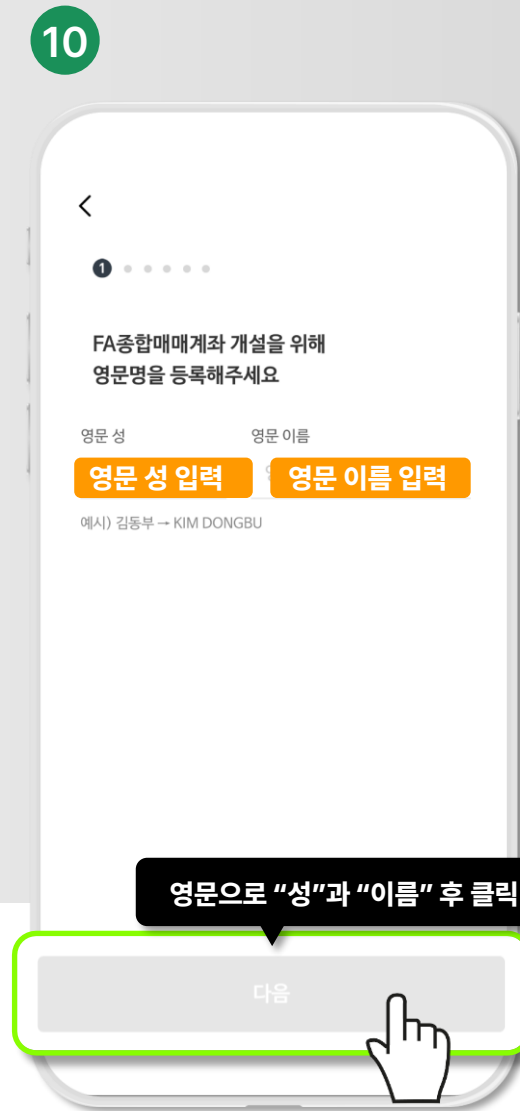 10
1
FA종합매매계좌 개설을 위해
영문명을 등록해주세요
영문 성 영문 이름
영문 성 입력 영문 이름 입력
예시) 김동부 → KIM DONGBU
영문으로 “성”과 “이름” 후 클릭
다음